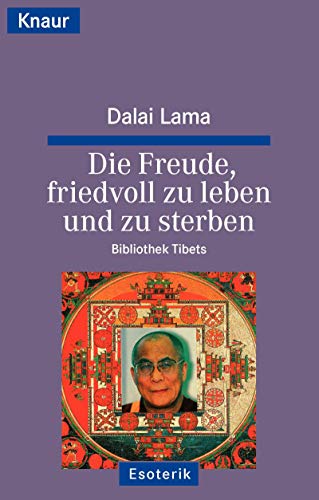 Knaur
Dalai Lama
Die Freude,
friedvoll zu leben
und zu sterben
Bibliothek Tibets
Esoterik